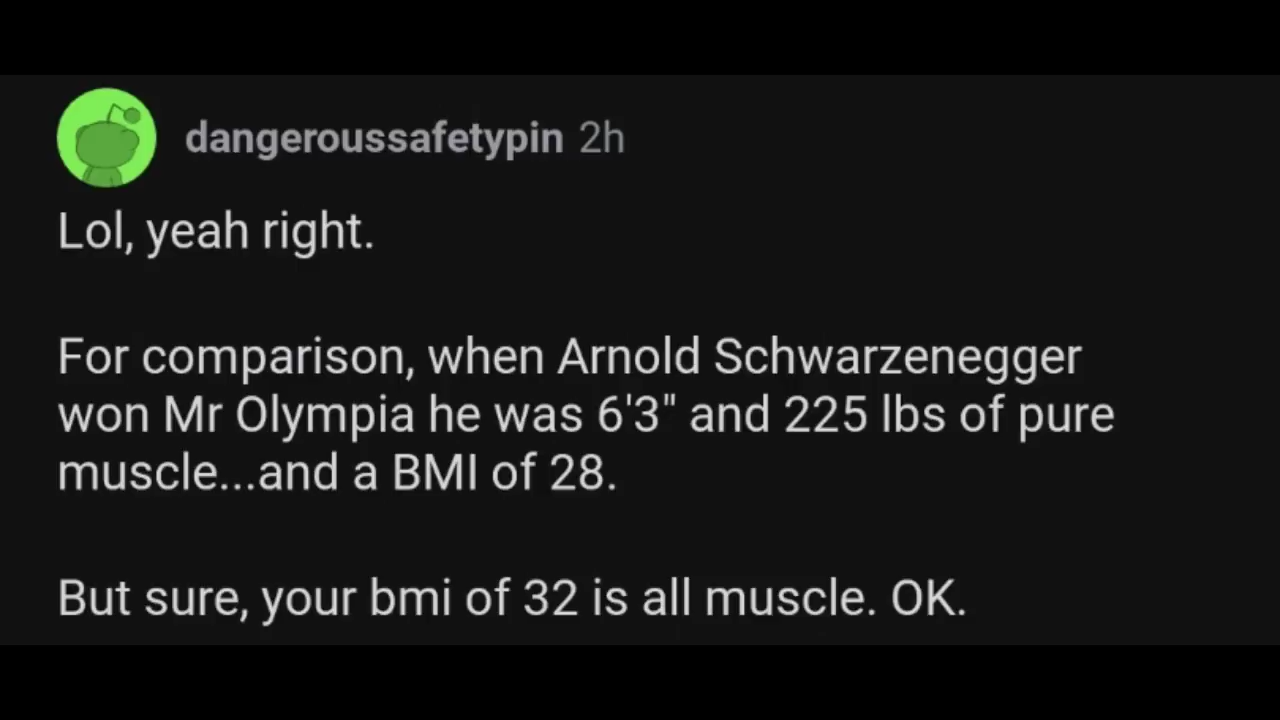 dangeroussafetypin 2h
Lol, yeah right.
For comparison, when Arnold Schwarzenegger
won Mr Olympia he was 6'3" and 225 lbs of pure
muscle...and a BMI of 28.
But sure, your bmi of 32 is all muscle. OK.